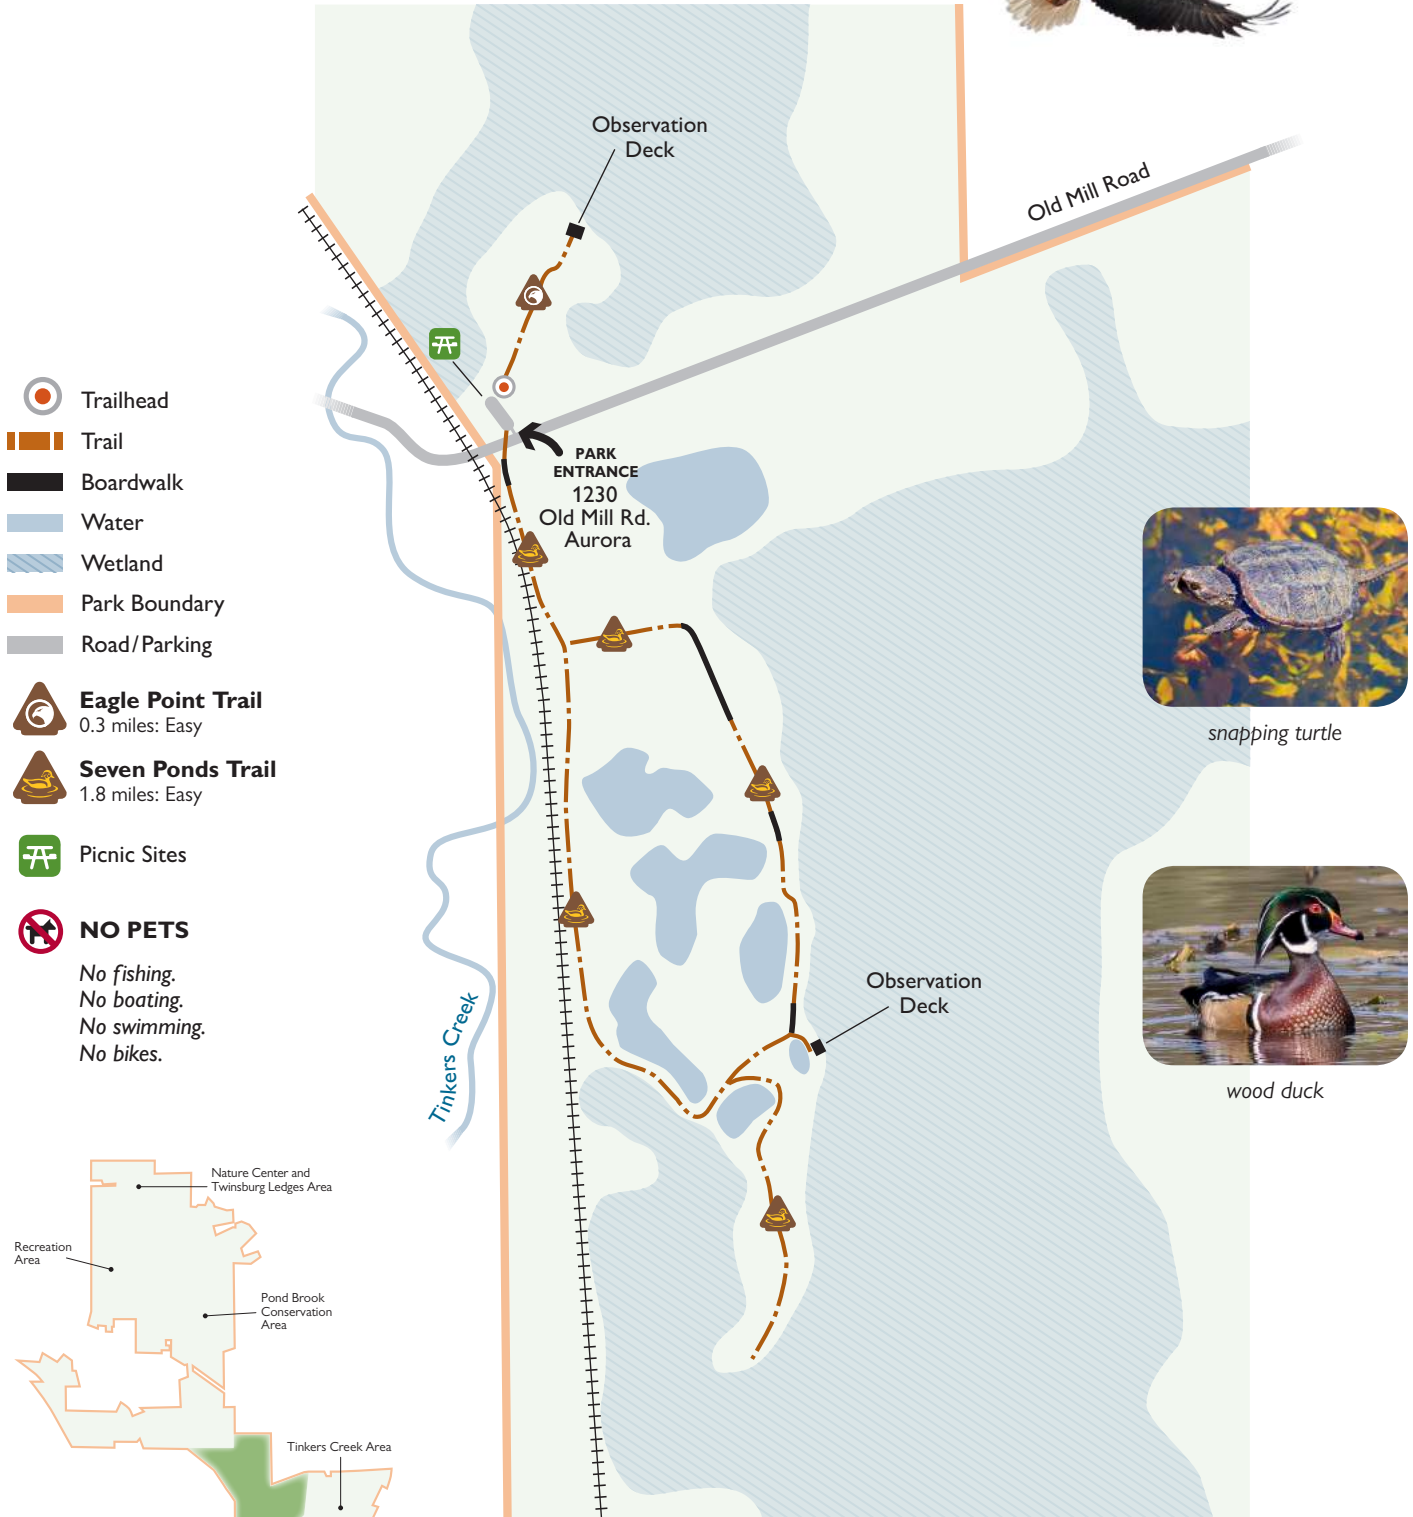 Observation
Deck
Old Mill Road
PARK
ENTRANCE
1230
Old Mill Rd.
Aurora
Trailhead
Trail
Boardwalk
Water
Wetland
Park Boundary
Road/Parking
Eagle Point Trail
0.3 miles: Easy
Seven Ponds Trail
1.8 miles: Easy
Picnic Sites
NO PETS
No fishing.
No boating.
No swimming.
No bikes.
Tinkers Creek
Observation
Deck
snapping turtle
wood duck
Nature Center and
Twinsburg Ledges Area
Recreation
Area
Pond Brook
Conservation
Area
Tinkers Creek Area